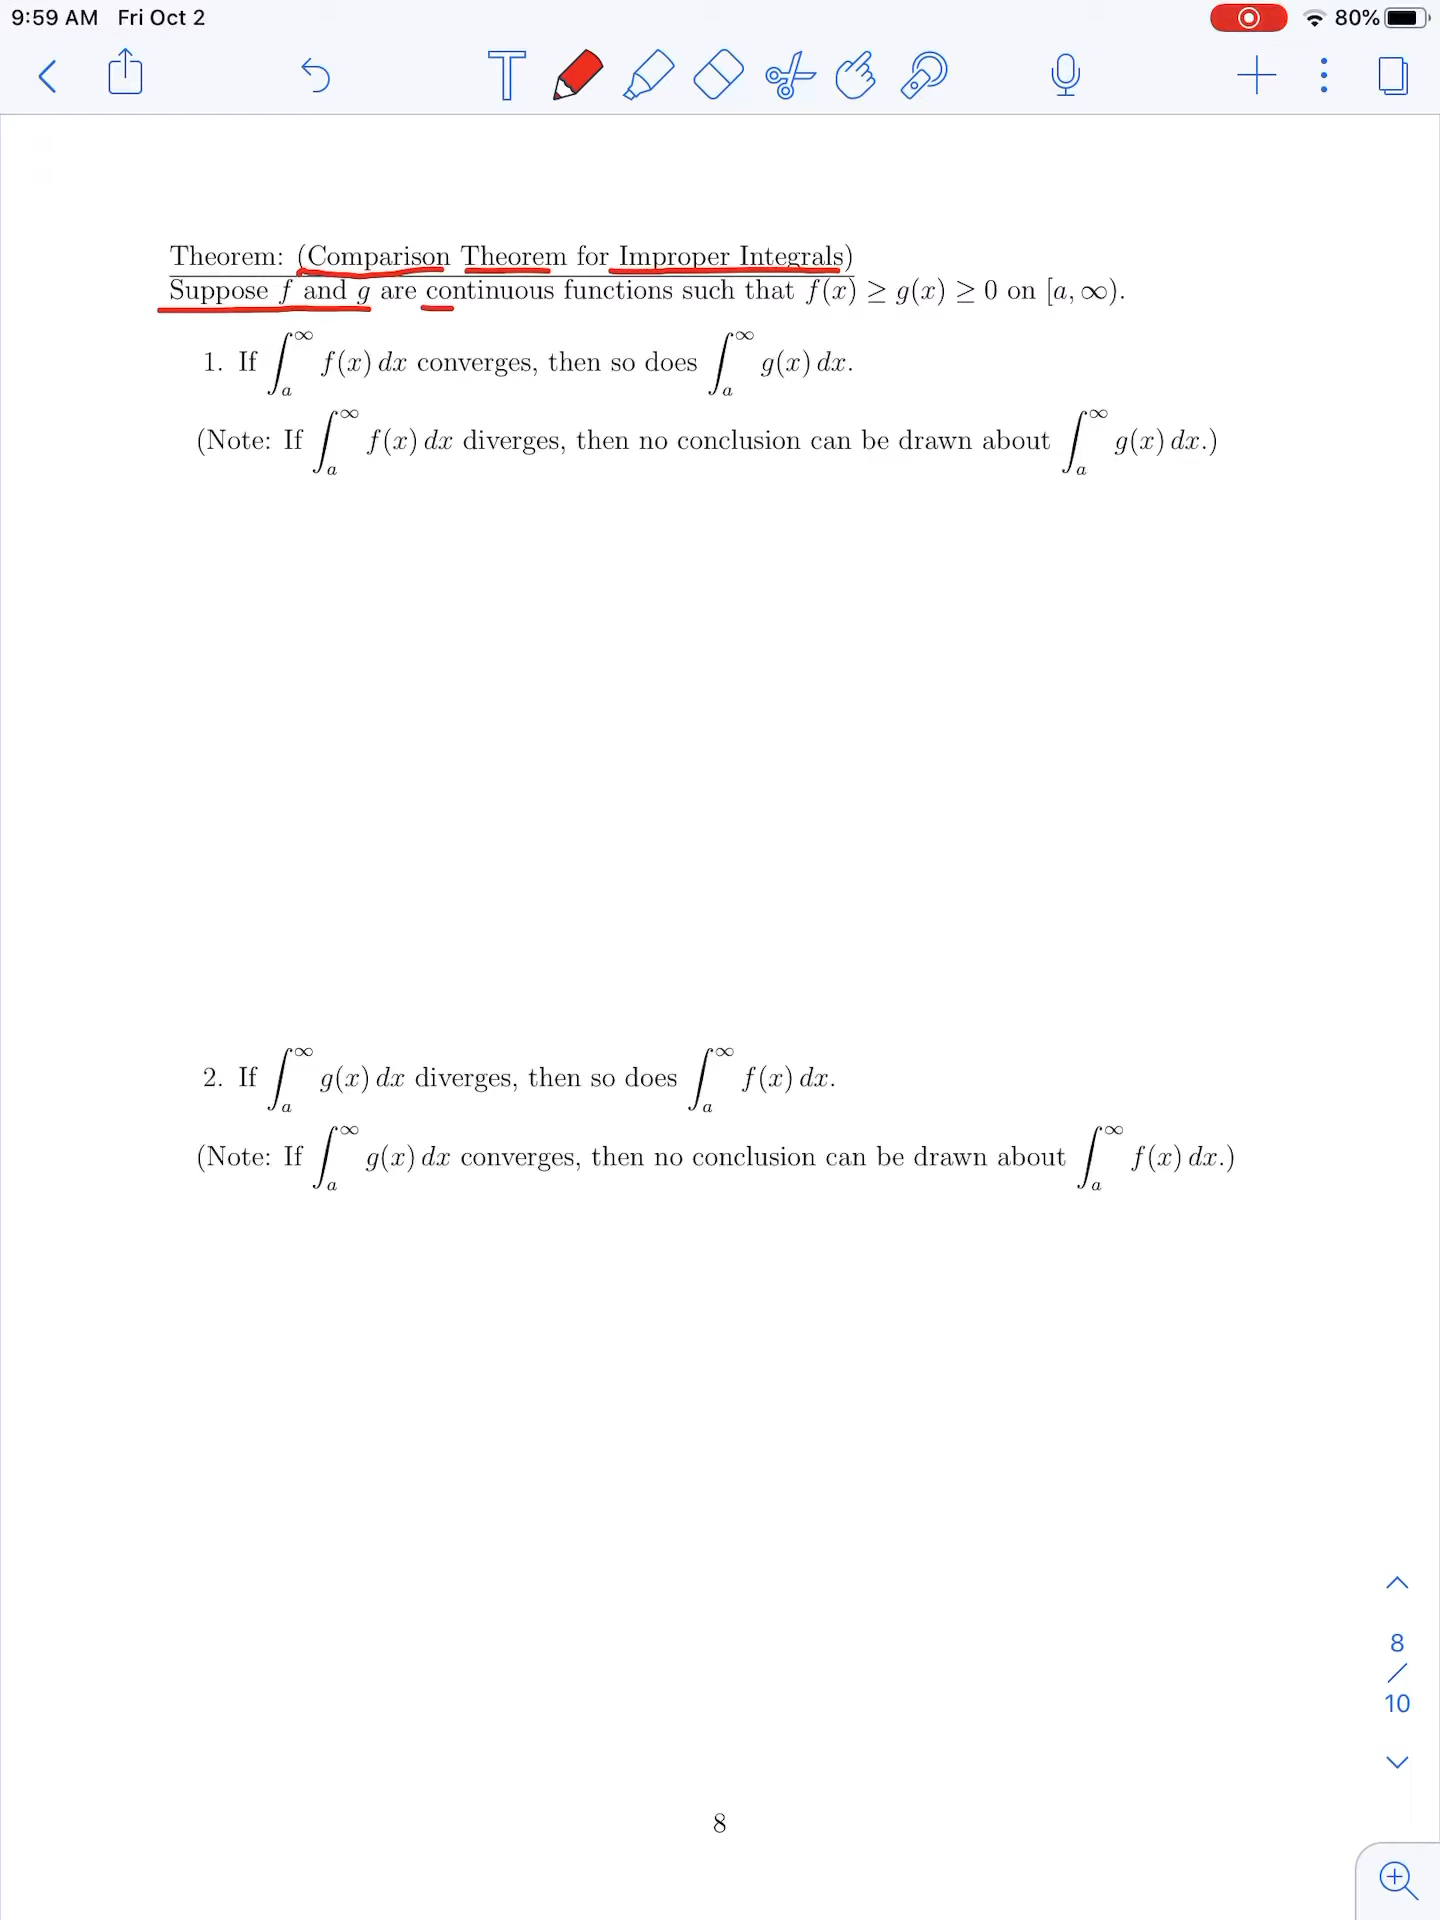 9:59 AM Fri Oct 2
80%
Theorem: (Comparison Theorem for Improper Integrals)
Suppose f and g are continuous functions such that f(x) ≥ g(x) ≥ 0 on [a, ∞).
1. If ∫_a^∞ f(x) dx converges, then so does ∫_a^∞ g(x) dx.
(Note: If ∫_a^∞ f(x) dx diverges, then no conclusion can be drawn about ∫_a^∞ g(x) dx.)
2. If ∫_a^∞ g(x) dx diverges, then so does ∫_a^∞ f(x) dx.
(Note: If ∫_a^∞ g(x) dx converges, then no conclusion can be drawn about ∫_a^∞ f(x) dx.)
8
/
10
8